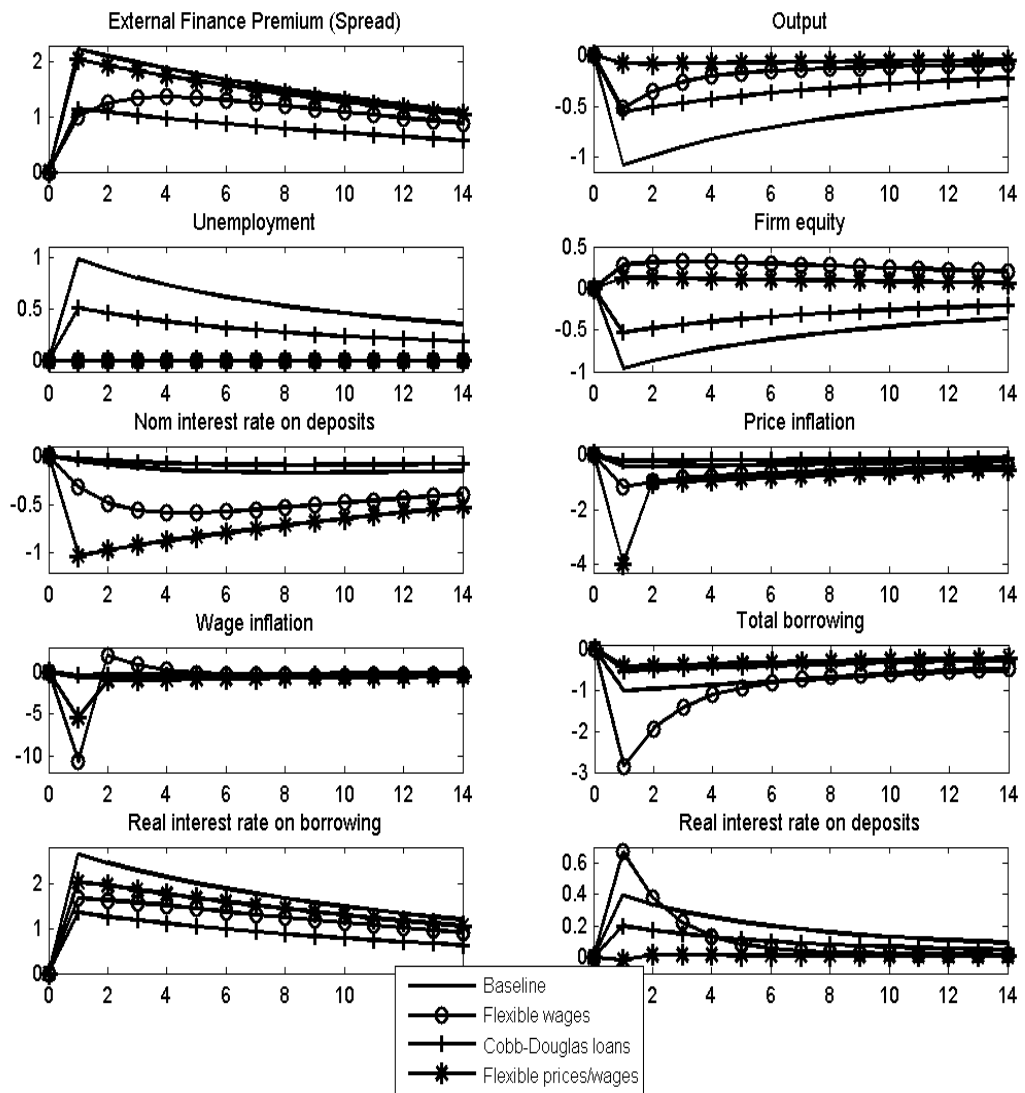 External Finance Premium (Spread)
2
1
0
0 2 4 6 8 10 12 14
Output
0
-0.5
-1
0 2 4 6 8 10 12 14
Unemployment
1
0.5
0
0 2 4 6 8 10 12 14
Firm equity
0.5
0
-0.5
-1
0 2 4 6 8 10 12 14
Nom interest rate on deposits
0
-0.5
-1
0 2 4 6 8 10 12 14
Price inflation
0
-2
-4
0 2 4 6 8 10 12 14
Wage inflation
0
-5
-10
0 2 4 6 8 10 12 14
Total borrowing
0
-1
-2
-3
0 2 4 6 8 10 12 14
Real interest rate on borrowing
2
1
0
0 2 4 6 8 10 12 14
Real interest rate on deposits
0.6
0.4
0.2
0
0 2 4 6 8 10 12 14
Baseline
Flexible wages
Cobb-Douglas loans
Flexible prices/wages